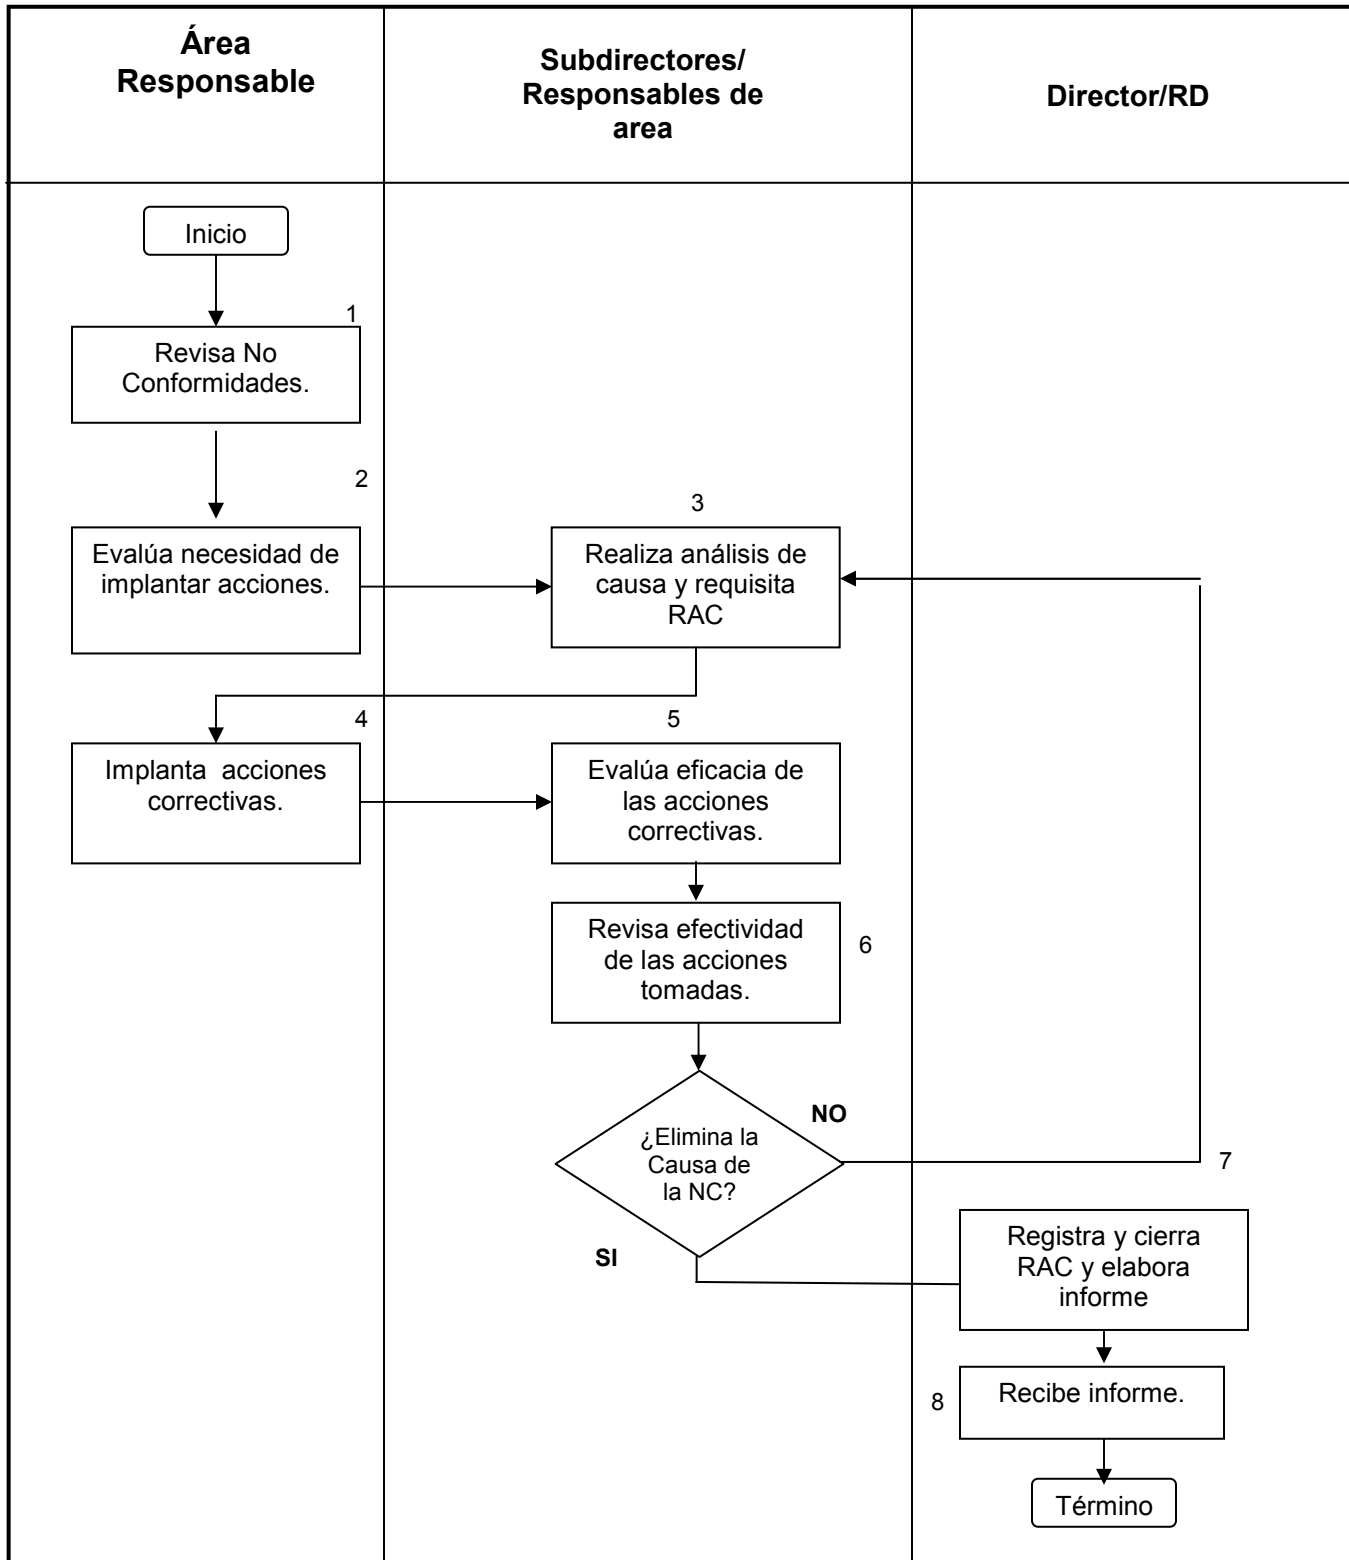 Área
Responsable
Subdirectores/
Responsables de
area
Director/RD
Inicio
1
Revisa No
Conformidades.
2
Evalúa necesidad de
implantar acciones.
3
Realiza análisis de
causa y requisita
RAC
4
Implanta  acciones
correctivas.
5
Evalúa eficacia de
las acciones
correctivas.
Revisa efectividad
de las acciones
tomadas.
6
¿Elimina la
Causa de
la NC?
NO
7
SI
Registra y cierra
RAC y elabora
informe
8
Recibe informe.
Término